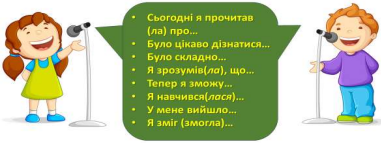 • Сьогодні я прочитав
(ла) про...
• Було цікаво дізнатися...
• Було складно...
• Я зрозумів(ла), що...
• Тепер я зможу...
• Я навчився(лася)...
• У мене вийшло...
• Я зміг (змогла)...